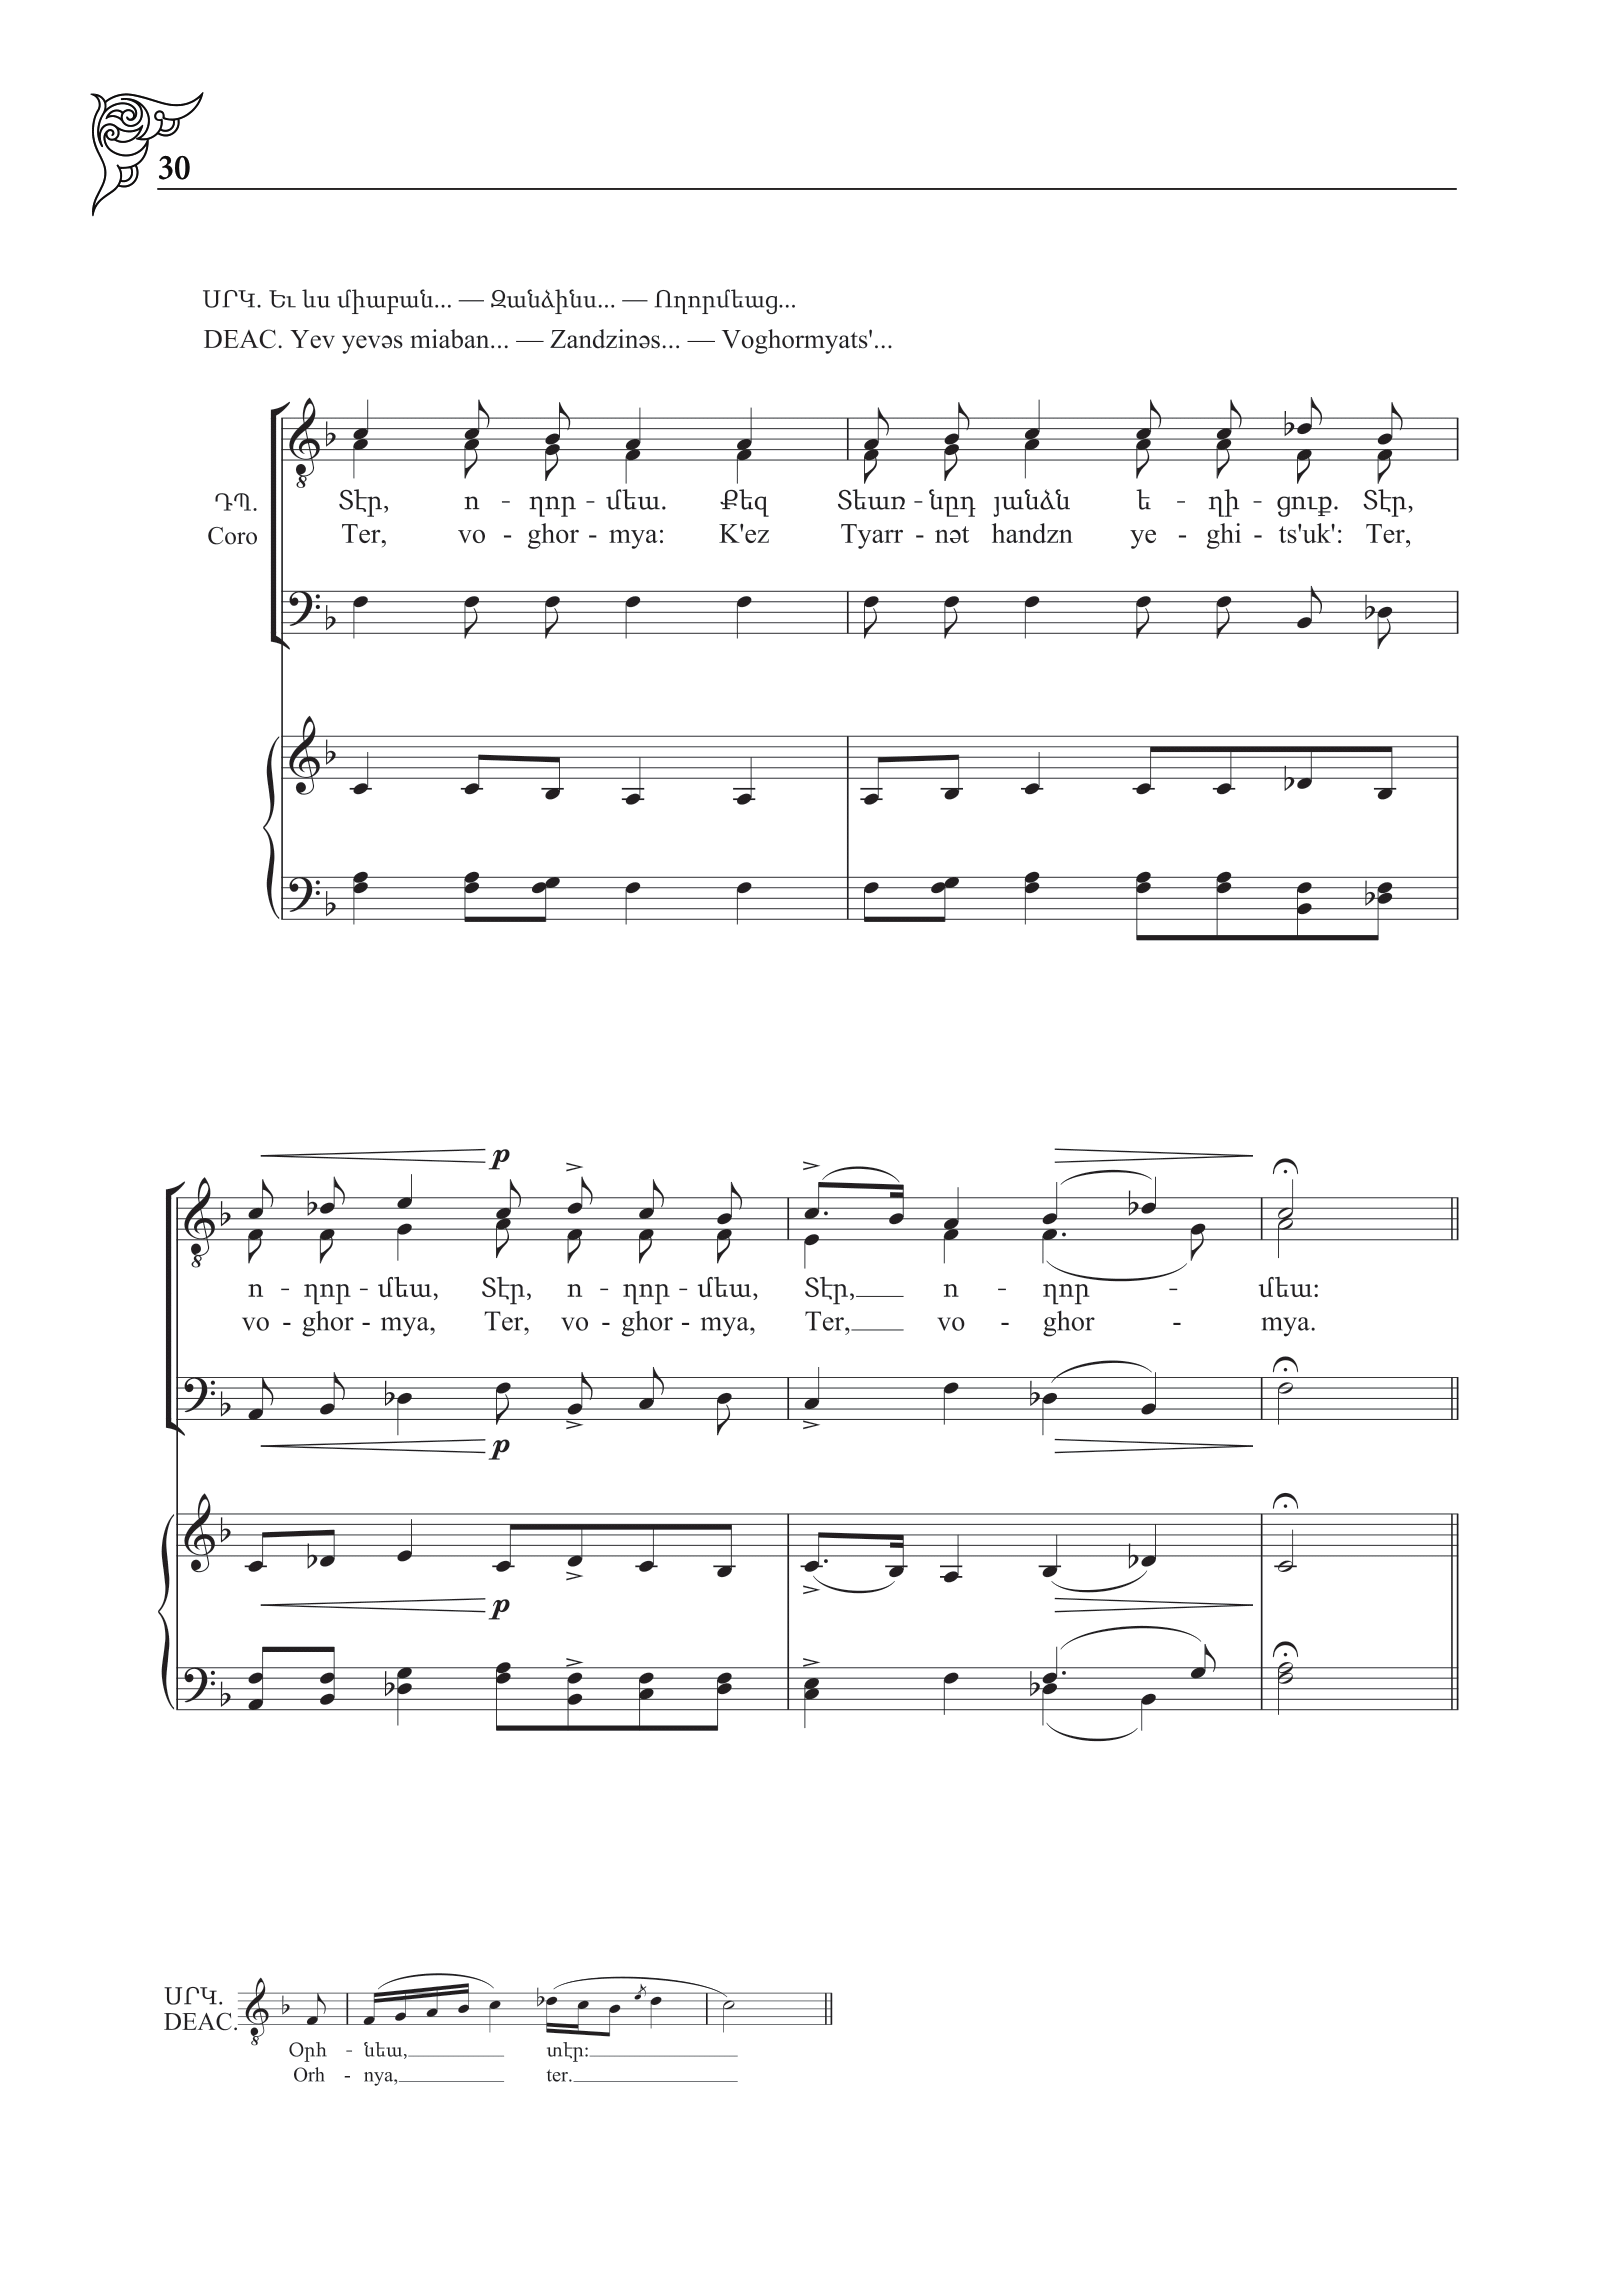 30
ՍՐԿ. Եւ ևս միաբան... — Զանձինս... — Ողորմեաց...
DEAC. Yev yevəs miaban... — Zandzinəs... — Voghormyats'...
ԴՊ. Տէր, ո - ղոր - մեա. Քեզ Տեառ - նըդ յանձն ե - ղի - ցուք. Տէր,
Coro Ter, vo - ghor - mya: K'ez Tyarr - nət handzn ye - ghi - ts'uk': Ter,
p
ո - ղոր - մեա, Տէր, ո - ղոր - մեա, Տէր, ո - ղոր - մեա:
vo - ghor - mya, Ter, vo - ghor - mya, Ter, vo - ghor - mya.
p
p
ՍՐԿ.
DEAC.
Օրհ - նեա, տէր:
Orh - nya, ter.